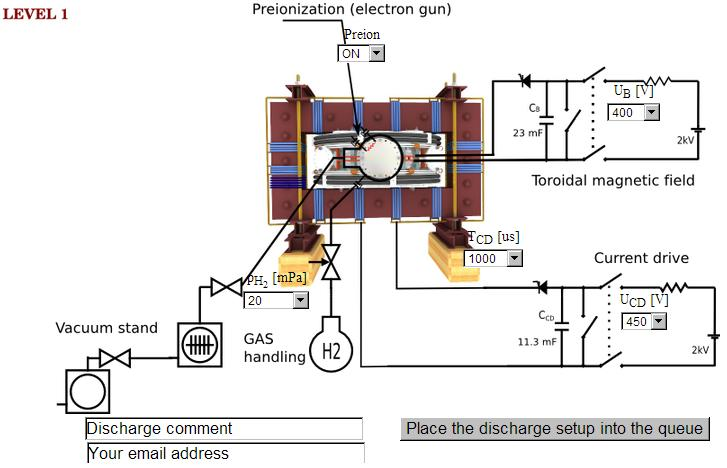 LEVEL 1
Preionization (electron gun)
Preion
ON
U_B [V]
400
C_B
23 mF
2kV
Toroidal magnetic field
T_CD [us]
1000
Current drive
U_CD [V]
450
C_CD
11.3 mF
2kV
p_H2 [mPa]
20
Vacuum stand
GAS
handling
H2
Discharge comment
Place the discharge setup into the queue
Your email address